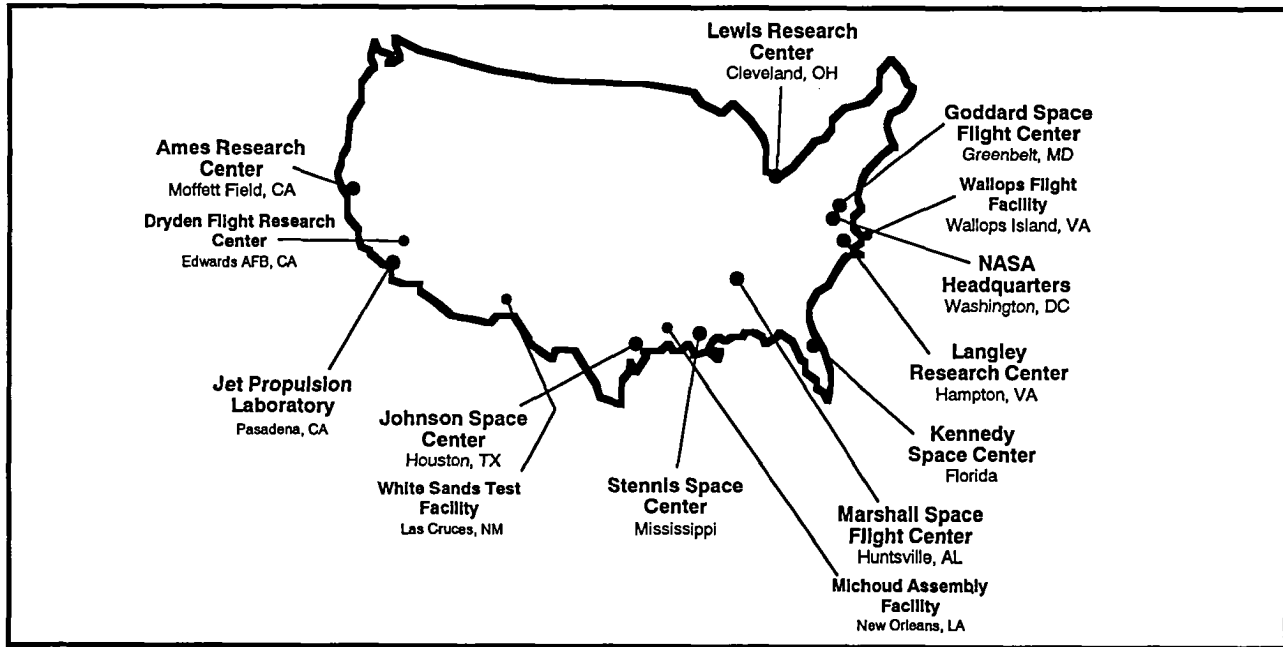 Lewis Research
Center
Cleveland, OH
Goddard Space
Flight Center
Greenbelt, MD
Ames Research
Center
Moffett Field, CA
Wallops Flight
Facility
Wallops Island, VA
Dryden Flight Research
Center
Edwards AFB, CA
NASA
Headquarters
Washington, DC
Langley
Research Center
Hampton, VA
Jet Propulsion
Laboratory
Pasadena, CA
Johnson Space
Center
Houston, TX
Kennedy
Space Center
Florida
White Sands Test
Facility
Las Cruces, NM
Stennis Space
Center
Mississippi
Marshall Space
Flight Center
Huntsville, AL
Michoud Assembly
Facility
New Orleans, LA